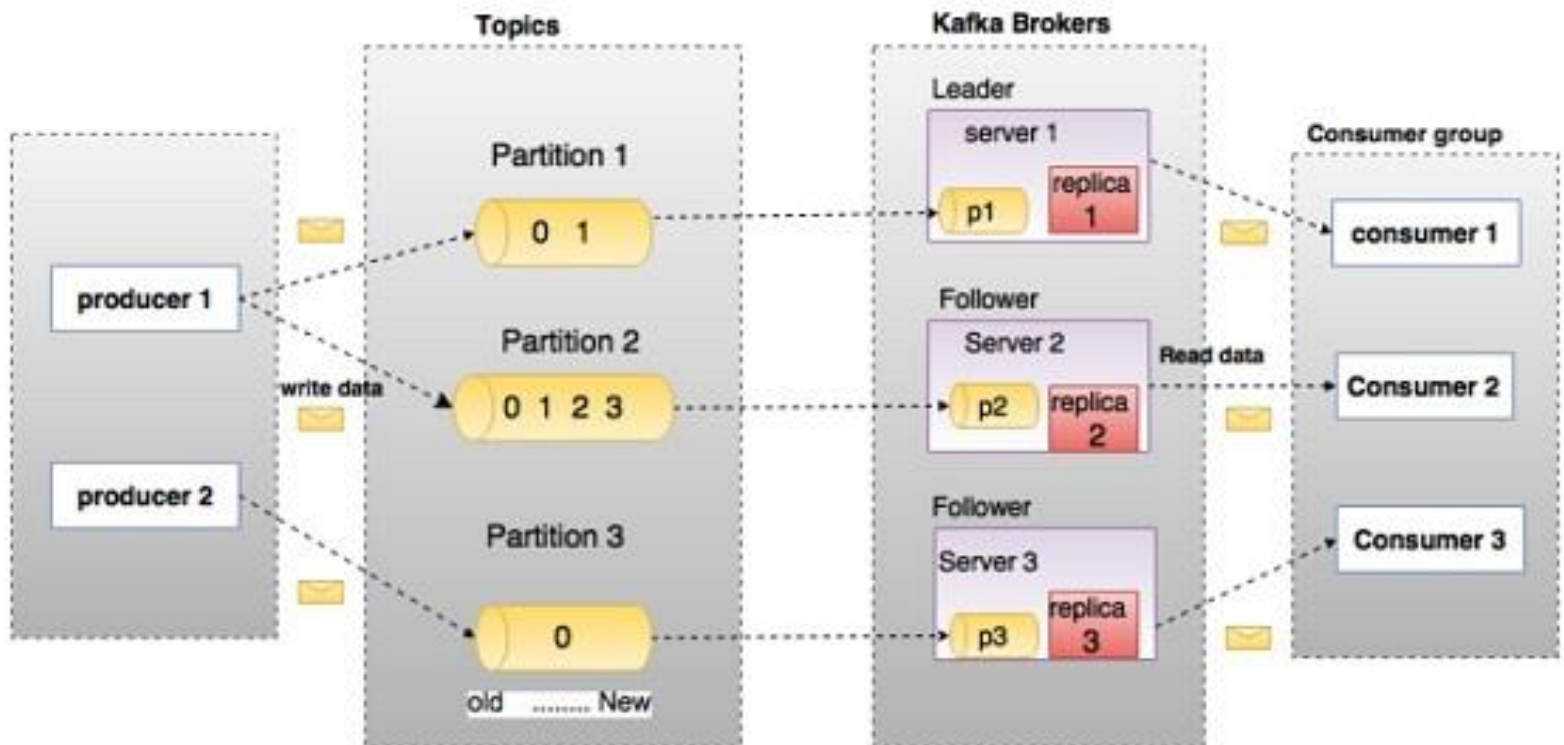 Topics
Kafka Brokers
Leader
server 1
Consumer group
Partition 1
replica
0 1
p1
1
consumer 1
producer 1
Follower
Partition 2
Server 2
Read data
write data
0 1 2 3
p2
replica
2
Consumer 2
producer 2
Follower
Partition 3
Server 3
Consumer 3
0
p3
replica
3
old ........ New